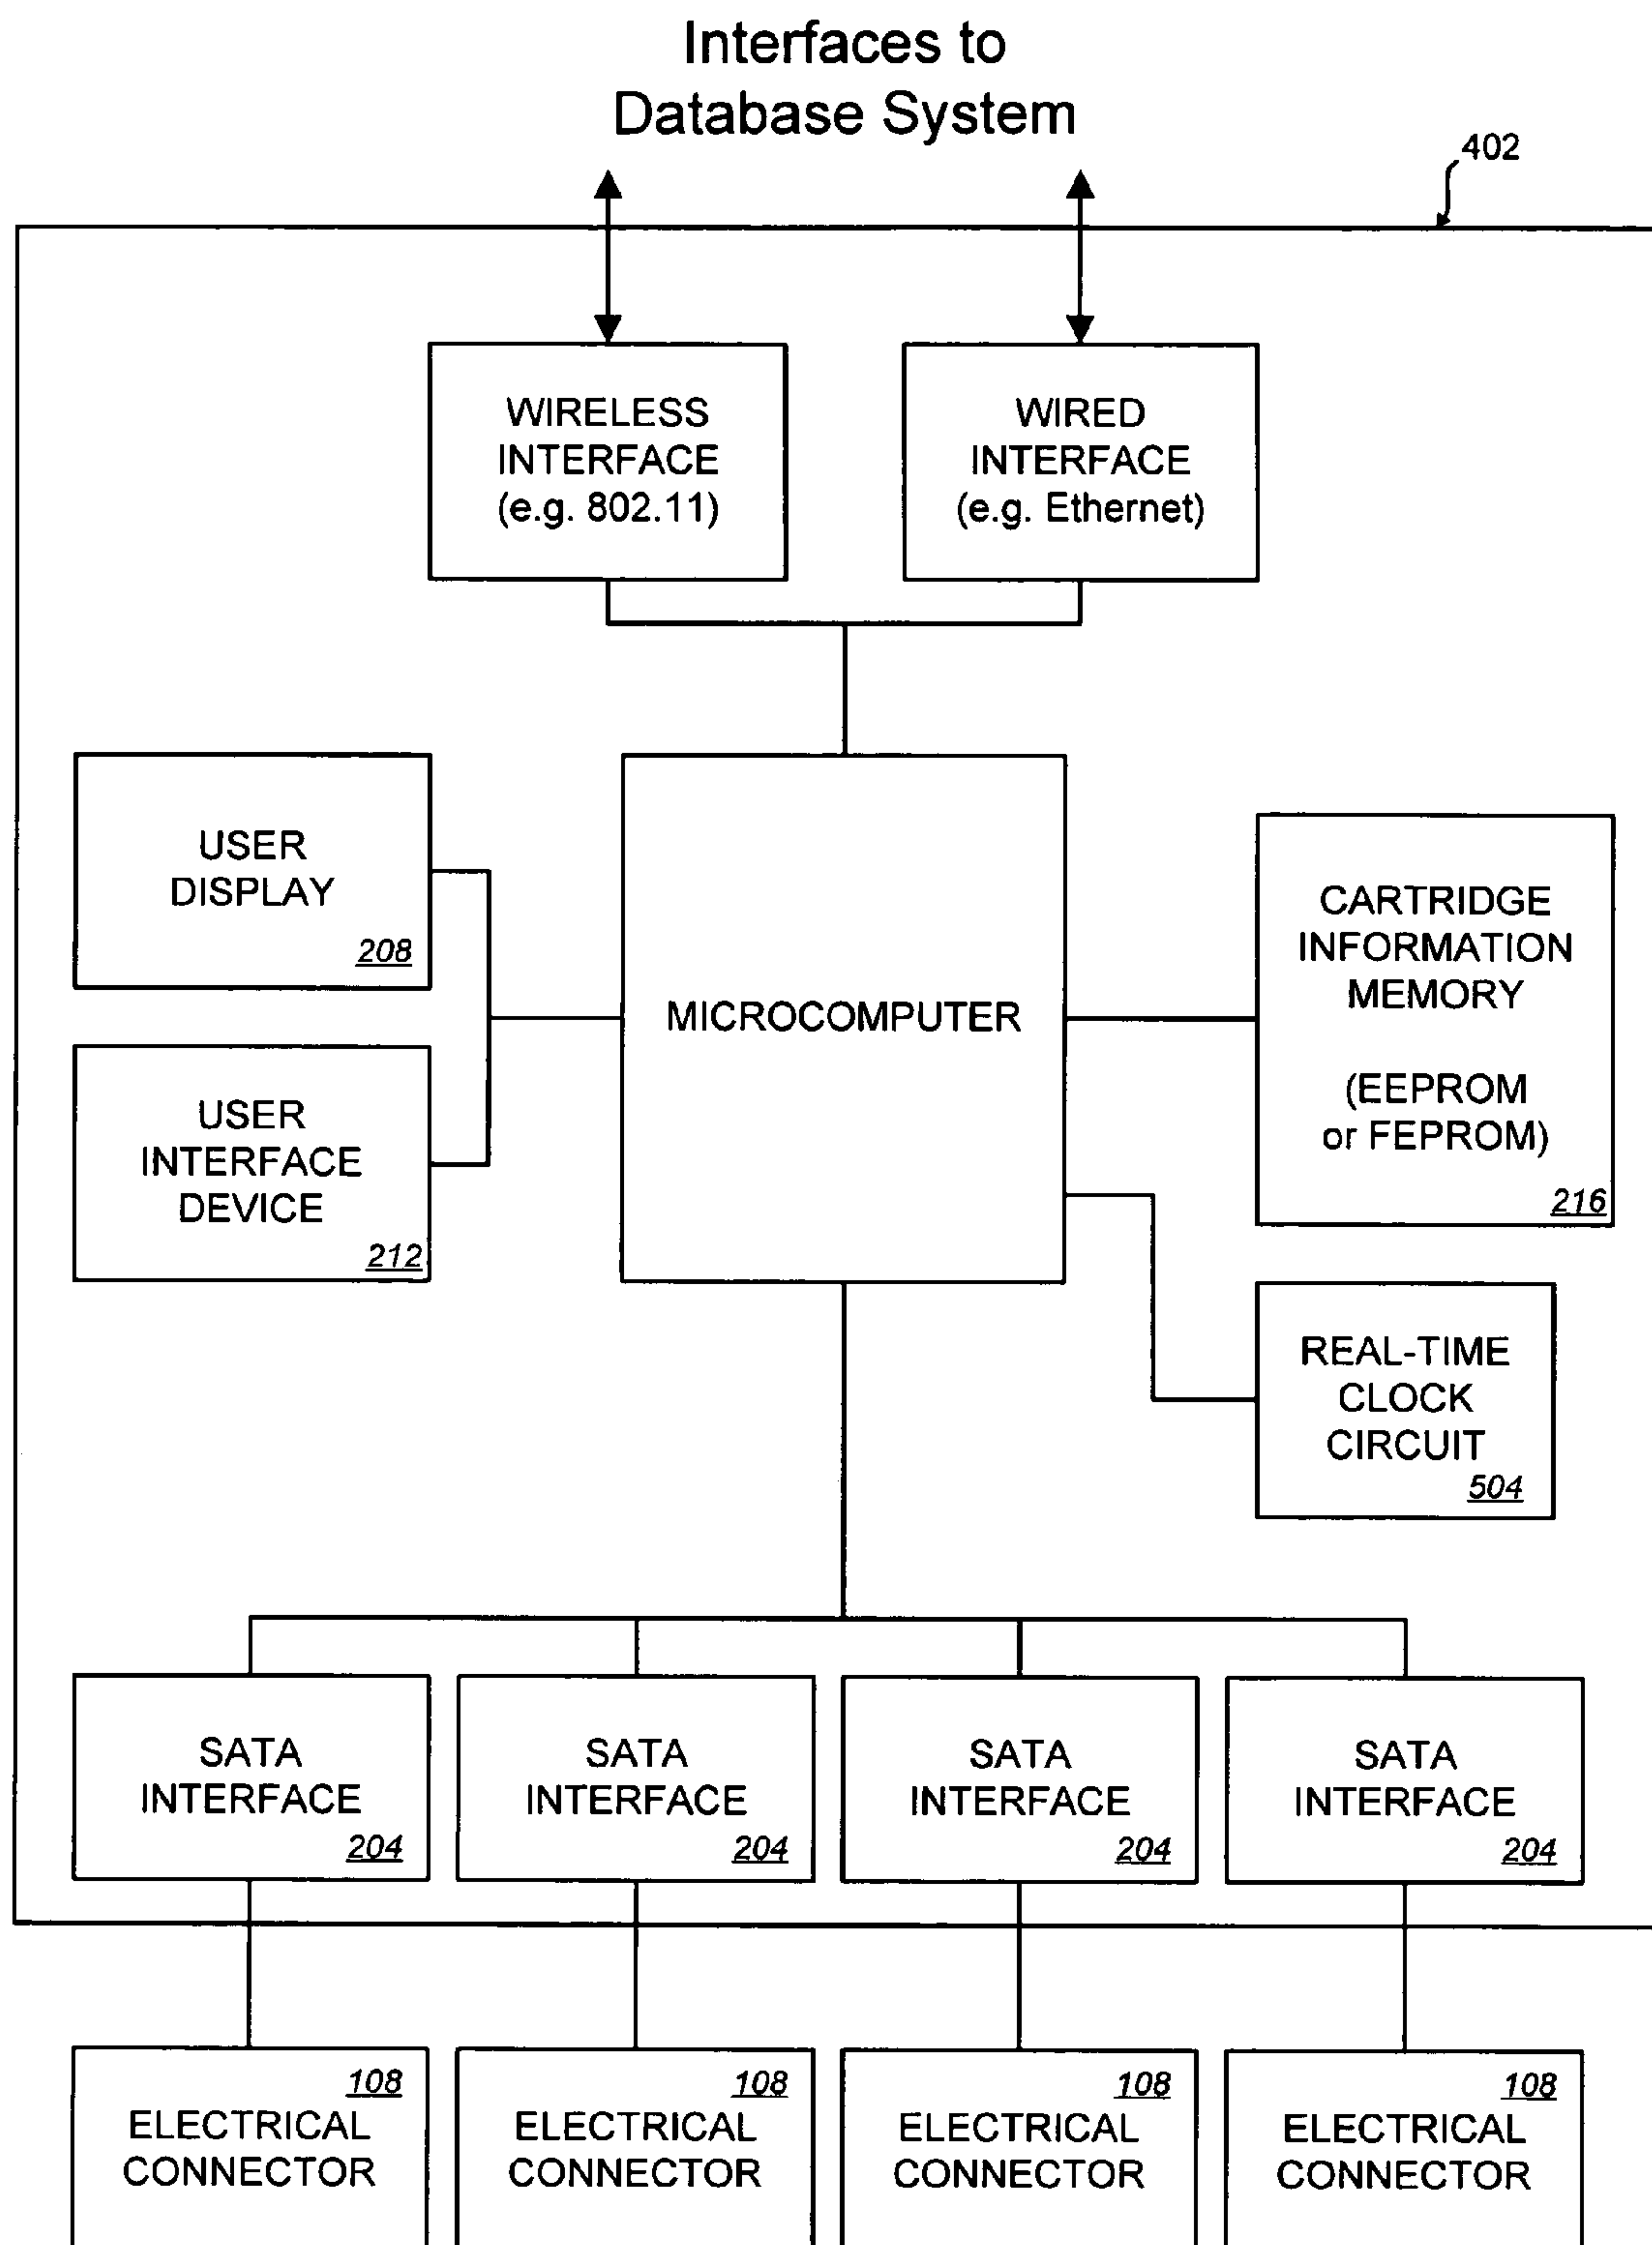 Interfaces to
Database System
402
WIRELESS
INTERFACE
(e.g. 802.11)
WIRED
INTERFACE
(e.g. Ethernet)
USER
DISPLAY
208
USER
INTERFACE
DEVICE
212
MICROCOMPUTER
CARTRIDGE
INFORMATION
MEMORY
(EEPROM
or FEPROM)
216
REAL-TIME
CLOCK
CIRCUIT
504
SATA
INTERFACE
204
SATA
INTERFACE
204
SATA
INTERFACE
204
SATA
INTERFACE
204
108
ELECTRICAL
CONNECTOR
108
ELECTRICAL
CONNECTOR
108
ELECTRICAL
CONNECTOR
108
ELECTRICAL
CONNECTOR